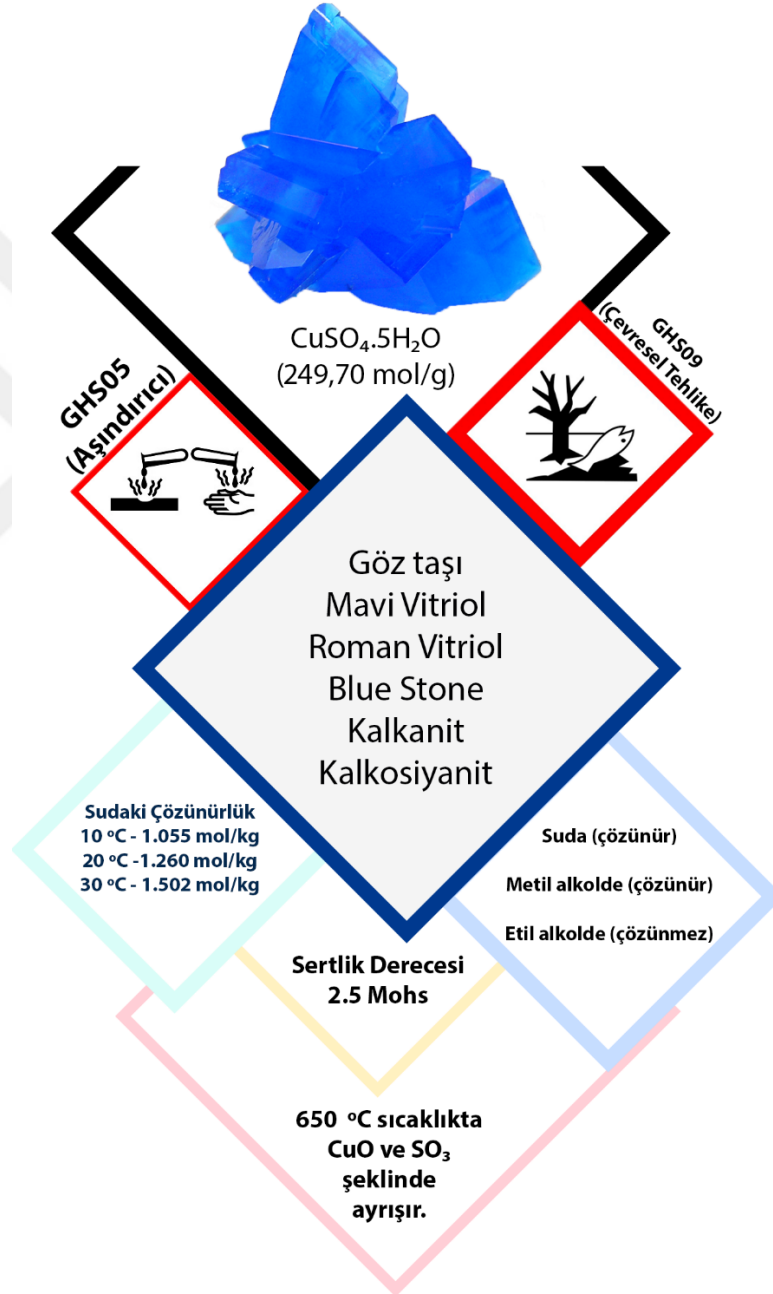 CuSO₄.5H₂O
(249,70 mol/g)
GHS05
(Aşındırıcı)
GHS09
(Çevresel Tehlike)
Göz taşı
Mavi Vitriol
Roman Vitriol
Blue Stone
Kalkanit
Kalkosiyanit
Sudaki Çözünürlük
10 ºC - 1.055 mol/kg
20 ºC -1.260 mol/kg
30 ºC - 1.502 mol/kg
Suda (çözünür)
Metil alkolde (çözünür)
Etil alkolde (çözünmez)
Sertlik Derecesi
2.5 Mohs
650 ºC sıcaklıkta
CuO ve SO₃
şeklinde
ayrışır.